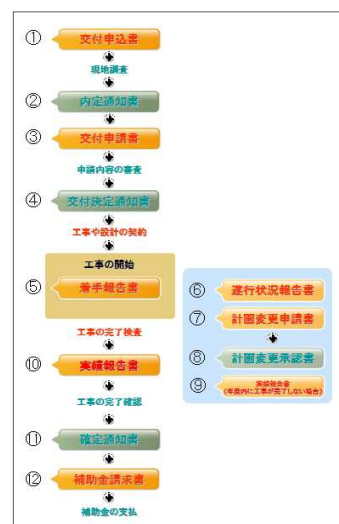 ① 交付申込書
現地調査
② 内定通知書
③ 交付申請書
申請内容の審査
④ 交付決定通知書
工事や設計の契約
工事の開始
⑤ 着手報告書
工事の完了検査
⑩ 実績報告書
工事の完了確認
⑪ 確定通知書
⑫ 補助金請求書
補助金の支払
⑥ 遂行状況報告書
⑦ 計画変更申請書
⑧ 計画変更承認書
⑨ 実績報告書
(年度内に工事が完了しない場合)